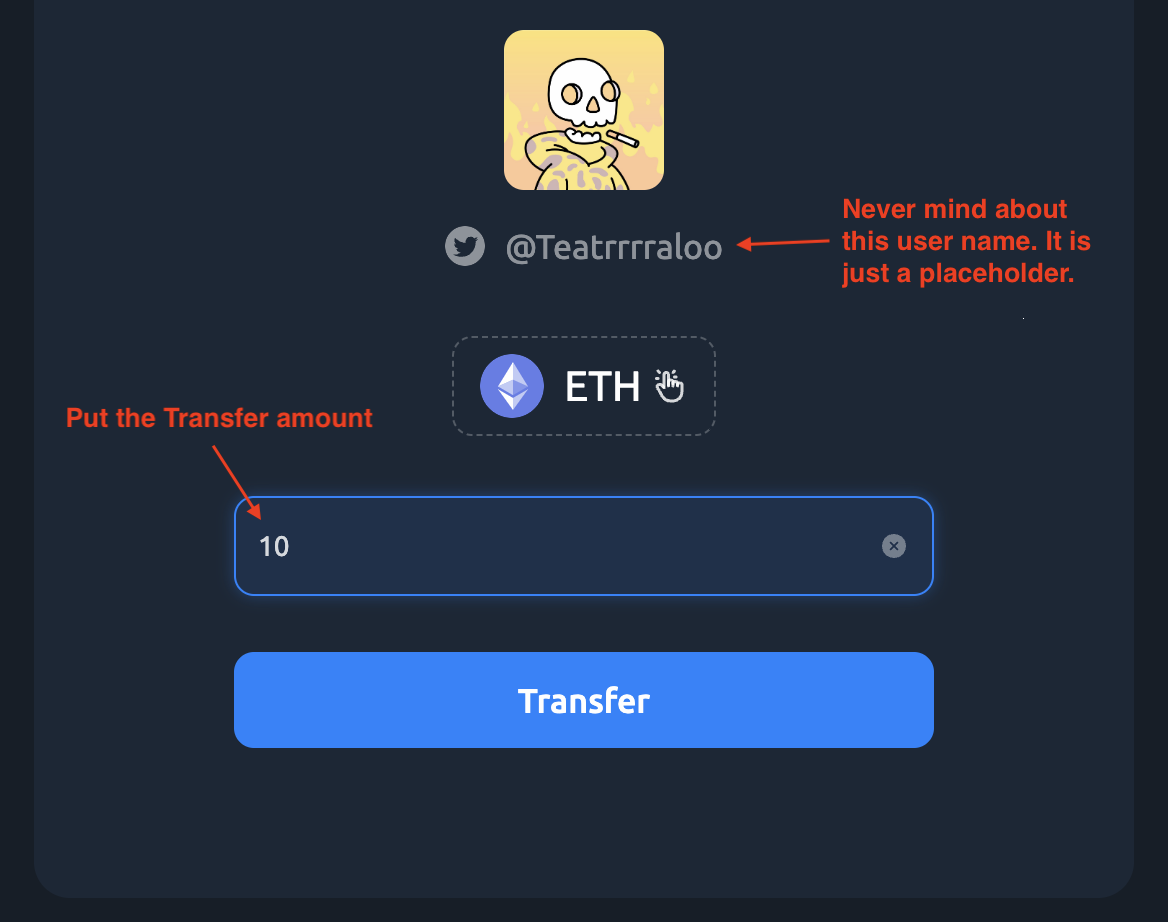 Never mind about
this user name. It is
just a placeholder.
@Teatrrrraloo
ETH
Put the Transfer amount
10
Transfer